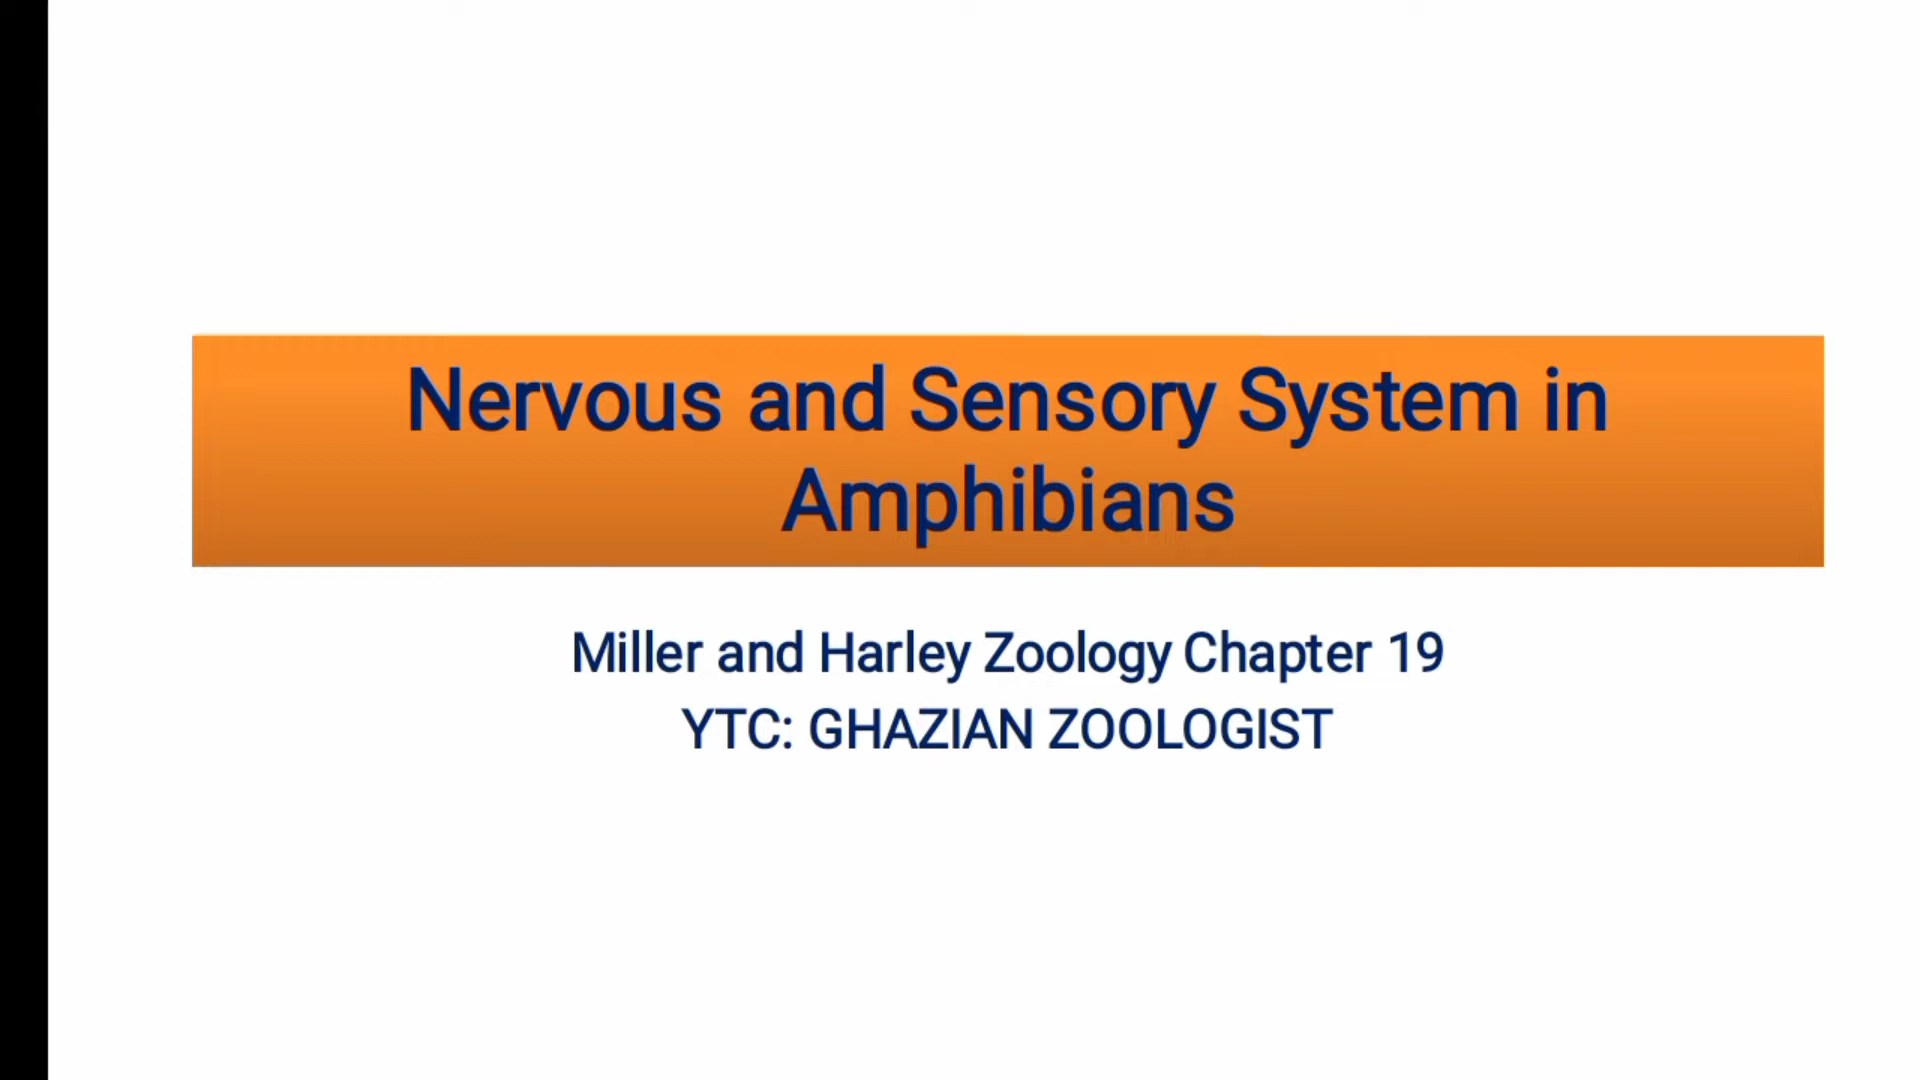 Nervous and Sensory System in
Amphibians
Miller and Harley Zoology Chapter 19
YTC: GHAZIAN ZOOLOGIST